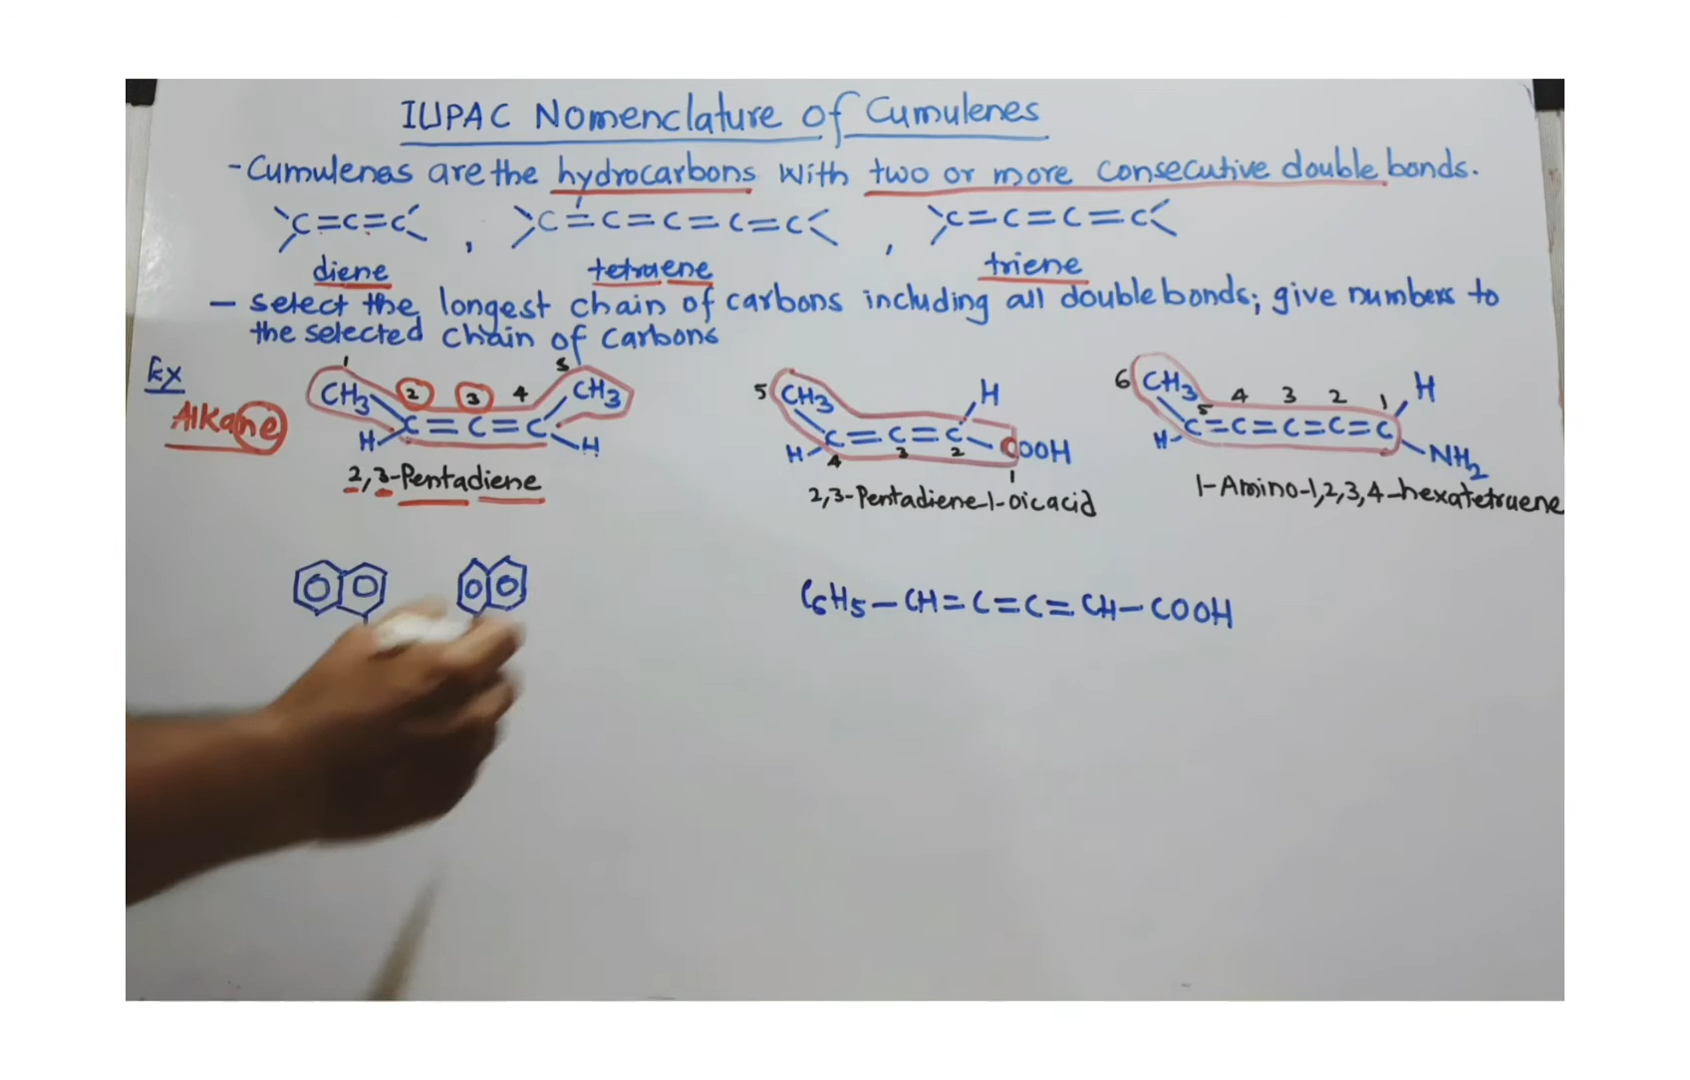 IUPAC Nomenclature of Cumulenes
- Cumulenes are the hydrocarbons with two or more consecutive double bonds.
C=C=C , C=C=C=C=C , C=C=C=C
diene tetraene triene
- select the longest chain of carbons including all double bonds; give numbers to
the selected chain of carbons
Ex
Alkane
1 2 3 4 5
CH3 CH3
C=C=C
H H
2,3-Pentadiene
5 CH3 H
H C=C=C COOH
4 3 2 1
2,3-Pentadiene-1-oicacid
6 CH3 5 4 3 2 1 H
H C=C=C=C=C NH2
1-Amino-1,2,3,4-hexatetraene
C6H5-CH=C=C=CH-COOH